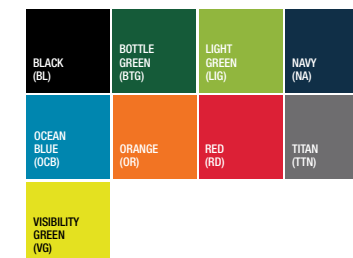 BLACK
(BL)
BOTTLE
GREEN
(BTG)
LIGHT
GREEN
(LIG)
NAVY
(NA)
OCEAN
BLUE
(OCB)
ORANGE
(OR)
RED
(RD)
TITAN
(TTN)
VISIBILITY
GREEN
(VG)